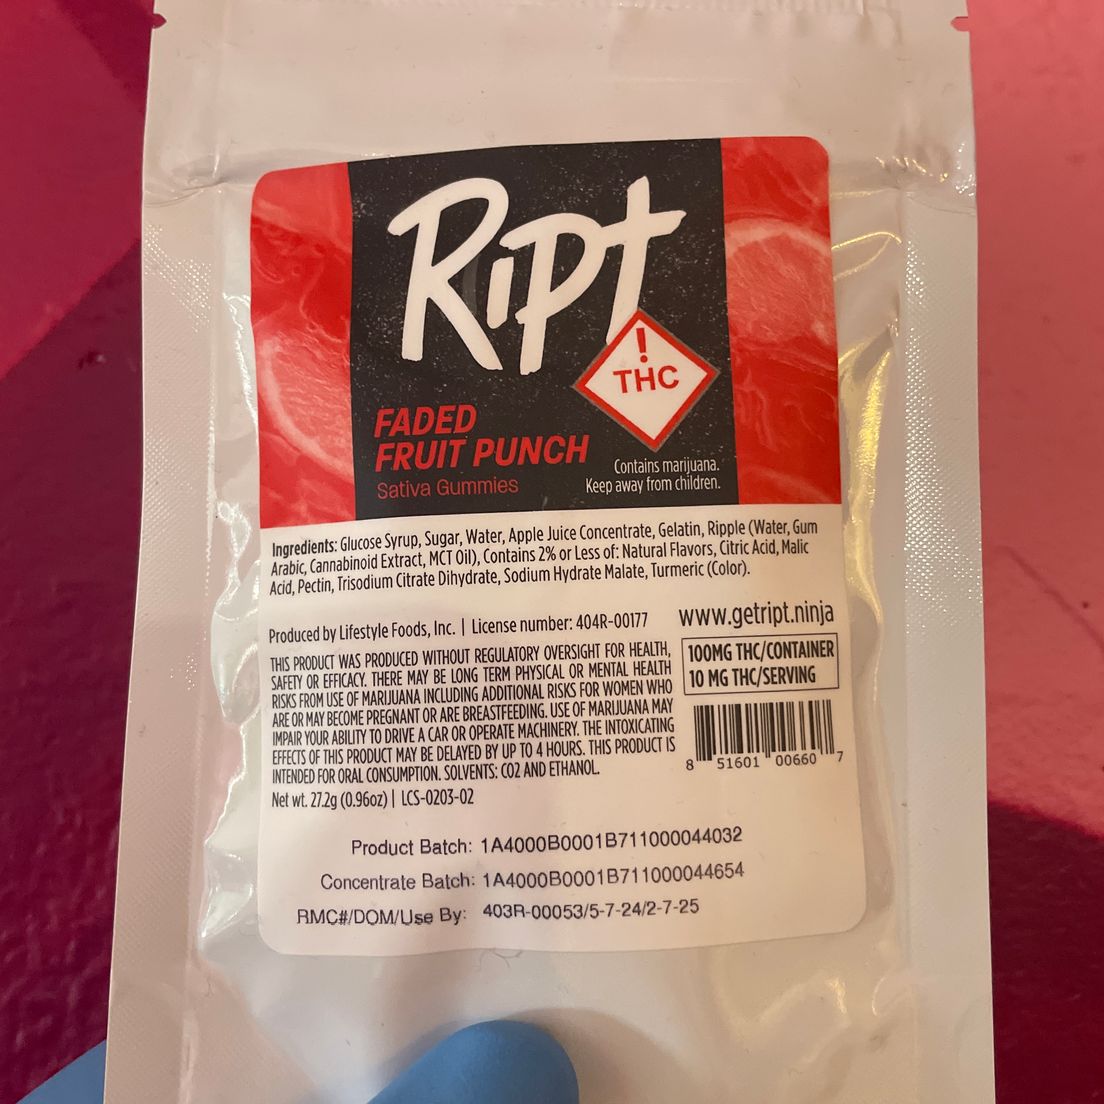 Ript
!
THC
FADED
FRUIT PUNCH
Sativa Gummies
Contains marijuana.
Keep away from children.
Ingredients: Glucose Syrup, Sugar, Water, Apple Juice Concentrate, Gelatin, Ripple (Water, Gum
Arabic, Cannabinoid Extract, MCT Oil), Contains 2% or Less of: Natural Flavors, Citric Acid, Malic
Acid, Pectin, Trisodium Citrate Dihydrate, Sodium Hydrate Malate, Turmeric (Color).
Produced by Lifestyle Foods, Inc. | License number: 404R-00177
www.getript.ninja
THIS PRODUCT WAS PRODUCED WITHOUT REGULATORY OVERSIGHT FOR HEALTH,
SAFETY OR EFFICACY. THERE MAY BE LONG TERM PHYSICAL OR MENTAL HEALTH
RISKS FROM USE OF MARIJUANA INCLUDING ADDITIONAL RISKS FOR WOMEN WHO
ARE OR MAY BECOME PREGNANT OR ARE BREASTFEEDING. USE OF MARIJUANA MAY
IMPAIR YOUR ABILITY TO DRIVE A CAR OR OPERATE MACHINERY. THE INTOXICATING
EFFECTS OF THIS PRODUCT MAY BE DELAYED BY UP TO 4 HOURS. THIS PRODUCT IS
INTENDED FOR ORAL CONSUMPTION. SOLVENTS: CO2 AND ETHANOL.
Net wt. 27.2g (0.96oz) | LCS-0203-02
100MG THC/CONTAINER
10 MG THC/SERVING
8 51601 00660 7
Product Batch: 1A4000B0001B711000044032
Concentrate Batch: 1A4000B0001B711000044654
RMC#/DOM/Use By: 403R-00053/5-7-24/2-7-25